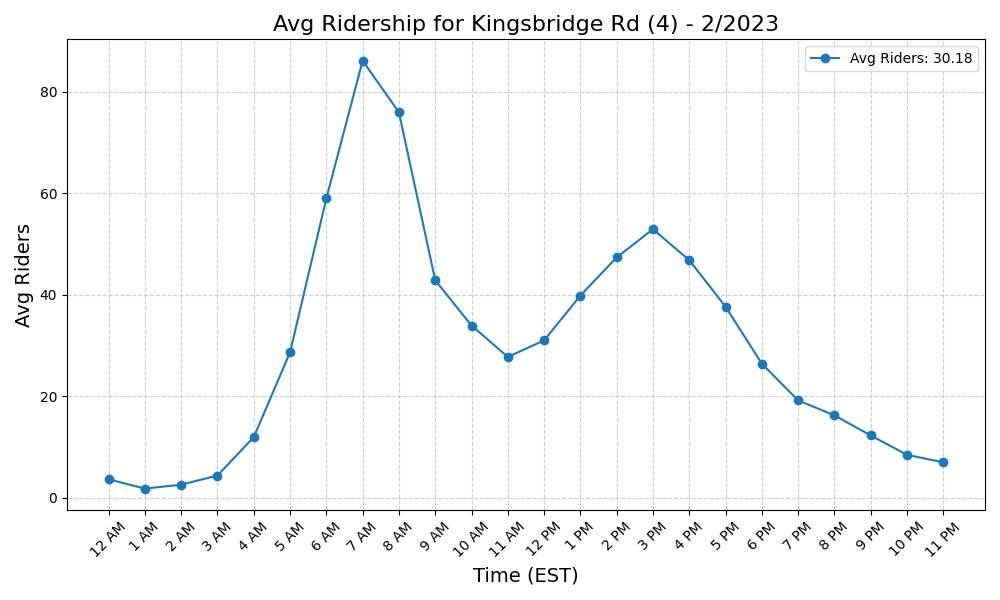 Avg Ridership for Kingsbridge Rd (4) - 2/2023
Avg Riders: 30.18
Avg Riders
80
60
40
20
0
12 AM
1 AM
2 AM
3 AM
4 AM
5 AM
6 AM
7 AM
8 AM
9 AM
10 AM
11 AM
12 PM
1 PM
2 PM
3 PM
4 PM
5 PM
6 PM
7 PM
8 PM
9 PM
10 PM
11 PM
Time (EST)